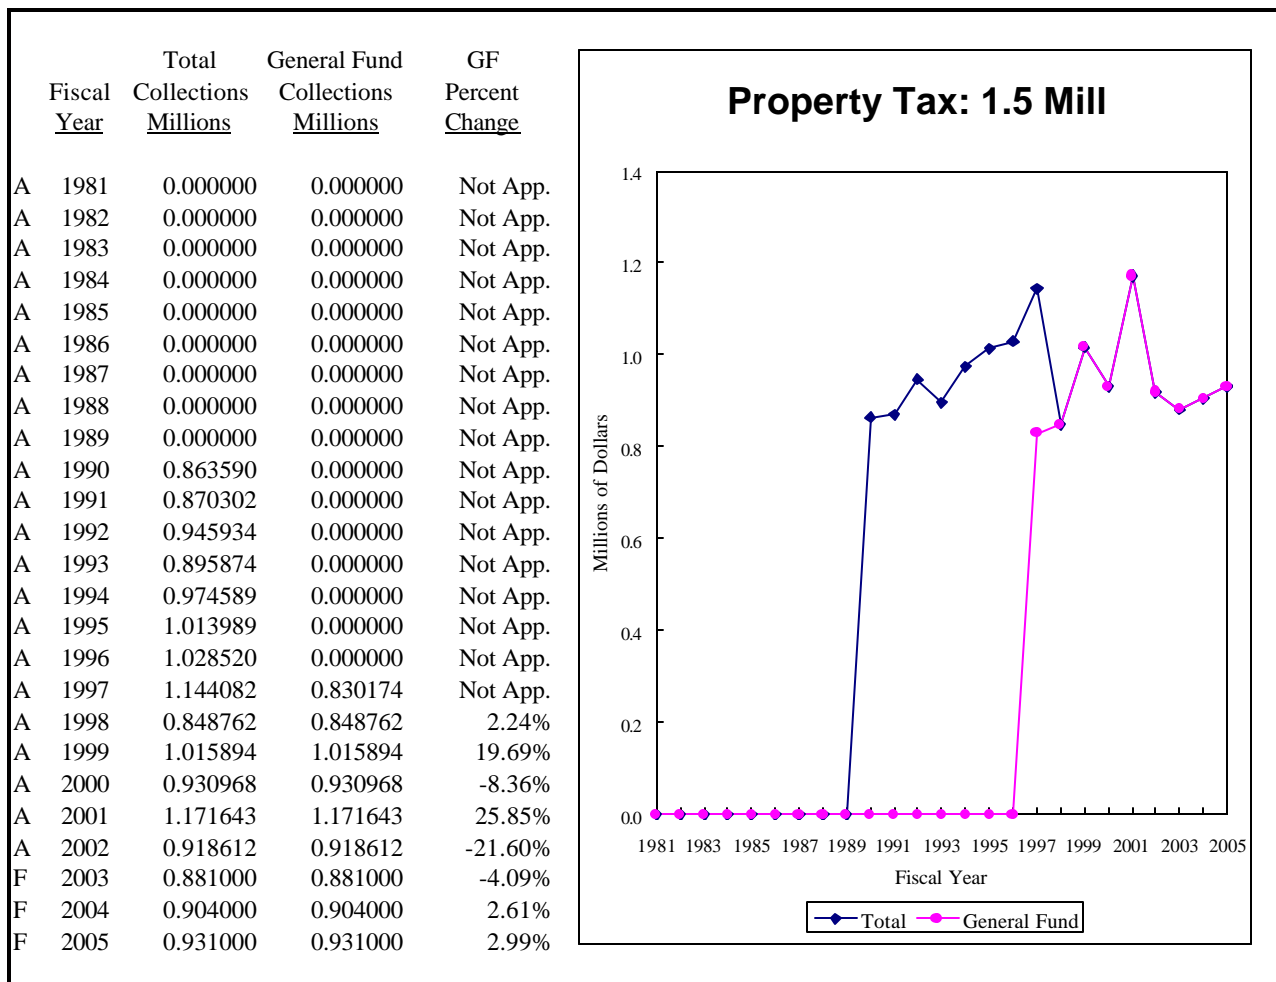 Total General Fund GF
Fiscal Collections Collections Percent
Year Millions Millions Change
A 1981 0.000000 0.000000 Not App.
A 1982 0.000000 0.000000 Not App.
A 1983 0.000000 0.000000 Not App.
A 1984 0.000000 0.000000 Not App.
A 1985 0.000000 0.000000 Not App.
A 1986 0.000000 0.000000 Not App.
A 1987 0.000000 0.000000 Not App.
A 1988 0.000000 0.000000 Not App.
A 1989 0.000000 0.000000 Not App.
A 1990 0.863590 0.000000 Not App.
A 1991 0.870302 0.000000 Not App.
A 1992 0.945934 0.000000 Not App.
A 1993 0.895874 0.000000 Not App.
A 1994 0.974589 0.000000 Not App.
A 1995 1.013989 0.000000 Not App.
A 1996 1.028520 0.000000 Not App.
A 1997 1.144082 0.830174 Not App.
A 1998 0.848762 0.848762 2.24%
A 1999 1.015894 1.015894 19.69%
A 2000 0.930968 0.930968 -8.36%
A 2001 1.171643 1.171643 25.85%
A 2002 0.918612 0.918612 -21.60%
F 2003 0.881000 0.881000 -4.09%
F 2004 0.904000 0.904000 2.61%
F 2005 0.931000 0.931000 2.99%
Property Tax: 1.5 Mill
1.4
1.2
1.0
0.8
0.6
0.4
0.2
0.0
Millions of Dollars
1981 1983 1985 1987 1989 1991 1993 1995 1997 1999 2001 2003 2005
Fiscal Year
Total General Fund